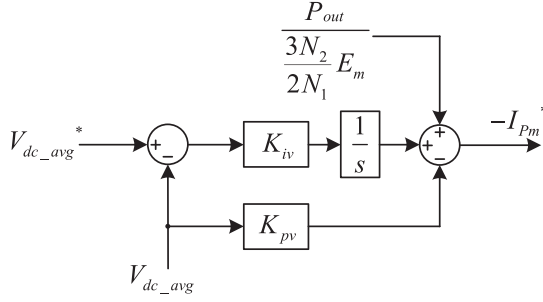 P_out
3N_2
2N_1 E_m
V_dc_avg* + − K_iv 1 + + − −I_Pm*
s
K_pv
V_dc_avg